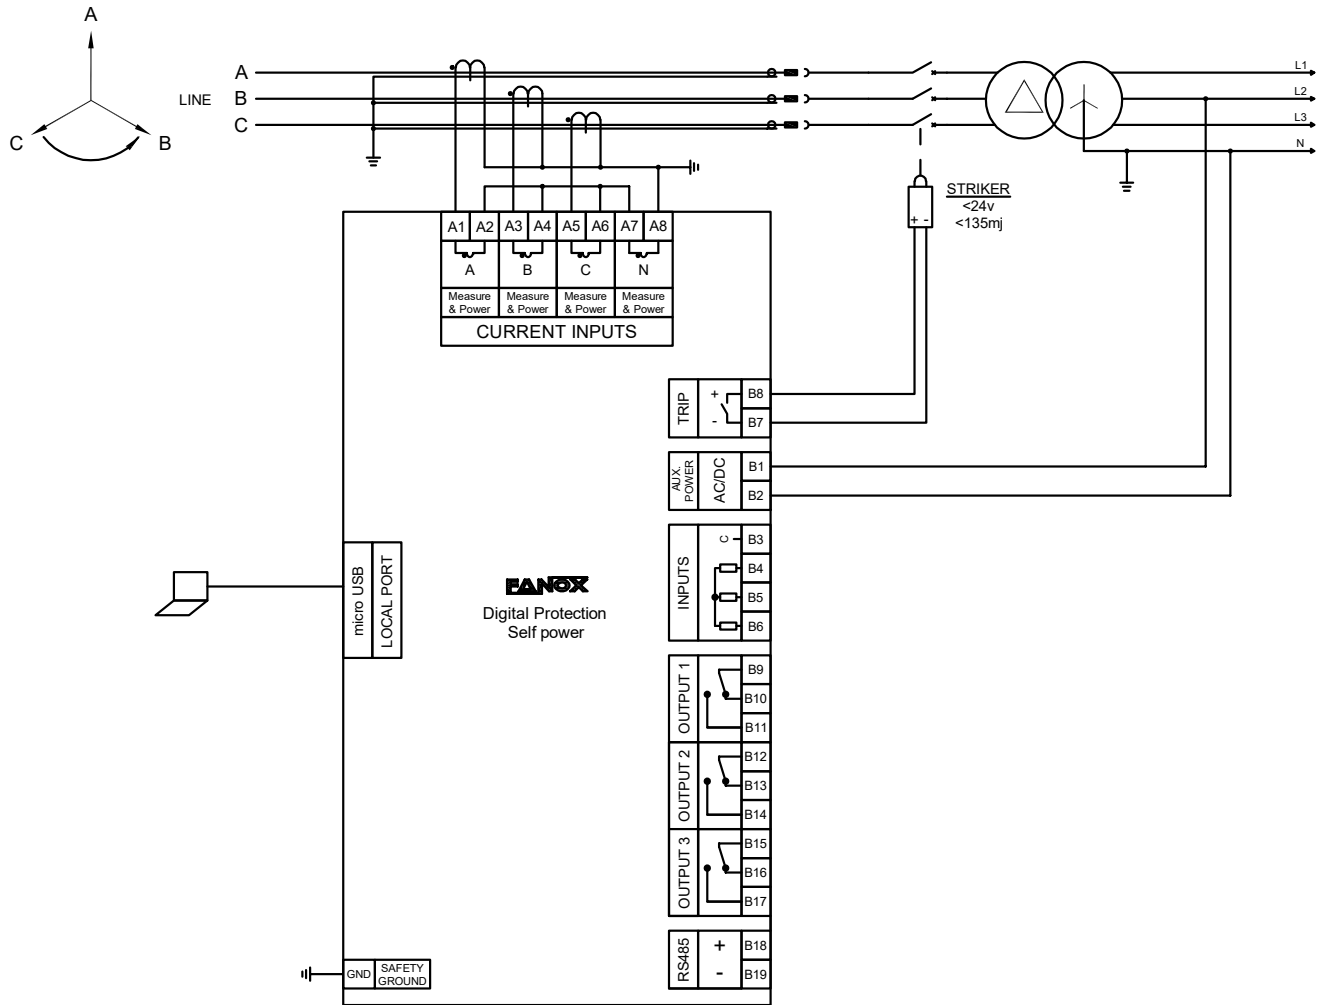 A
C
B
LINE
A
B
C
L1
L2
L3
N
STRIKER
<24v
<135mj
+ -
A1 A2 A3 A4 A5 A6 A7 A8
A B C N
Measure & Power
Measure & Power
Measure & Power
Measure & Power
CURRENT INPUTS
TRIP
+
-
B8
B7
AUX. POWER
AC/DC
B1
B2
INPUTS
C
B3
B4
B5
B6
micro USB
LOCAL PORT
FANOX
Digital Protection
Self power
OUTPUT 1
B9
B10
B11
OUTPUT 2
B12
B13
B14
OUTPUT 3
B15
B16
B17
RS485
+
-
B18
B19
GND
SAFETY
GROUND